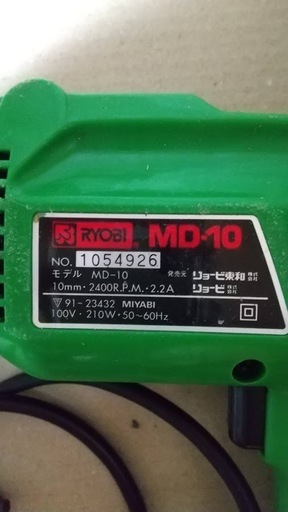 RYOBI MD-10
NO. 1054926
モデル MD-10 発売元 リョービ東和株式会社
10mm・2400R.P.M.・2.2A リョービ株式会社
▽91-23432 MIYABI
100V・210W・50~60Hz